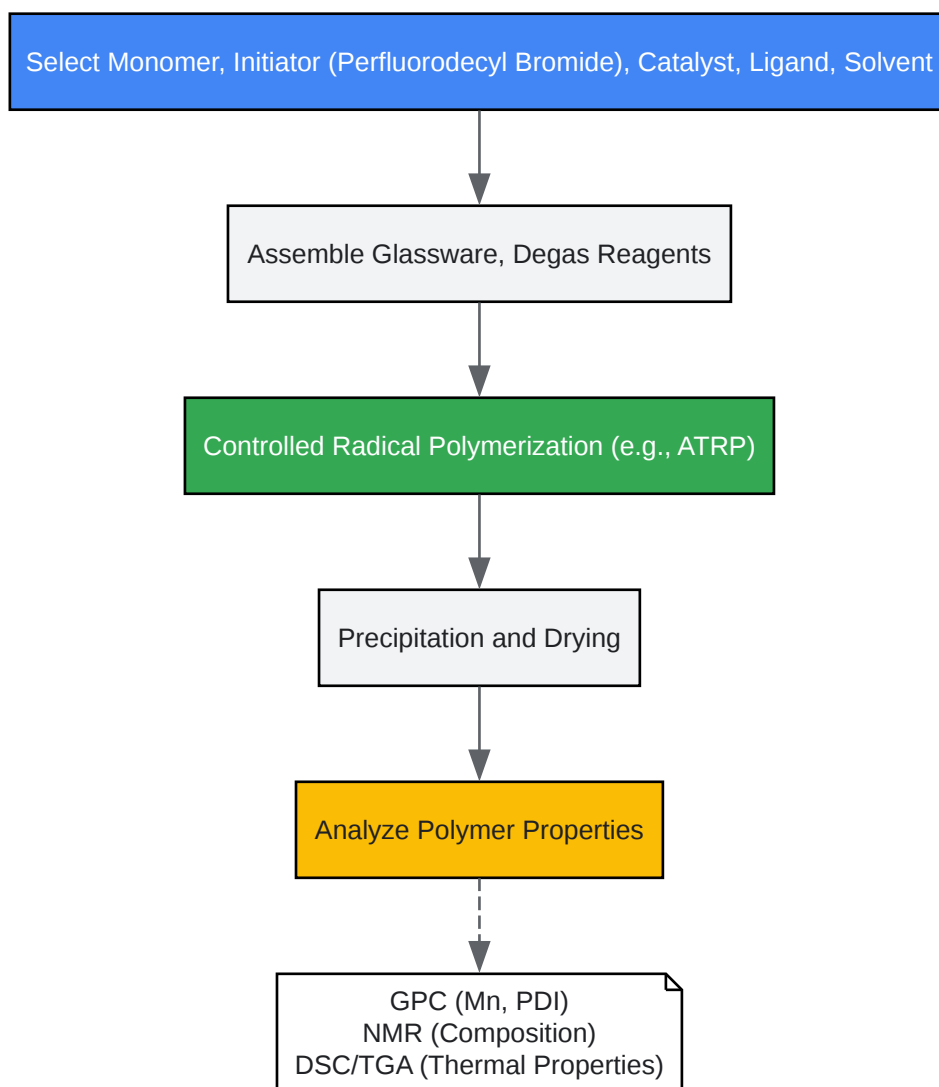 Select Monomer, Initiator (Perfluorodecyl Bromide), Catalyst, Ligand, Solvent
Assemble Glassware, Degas Reagents
Controlled Radical Polymerization (e.g., ATRP)
Precipitation and Drying
Analyze Polymer Properties
GPC (Mn, PDI)
NMR (Composition)
DSC/TGA (Thermal Properties)